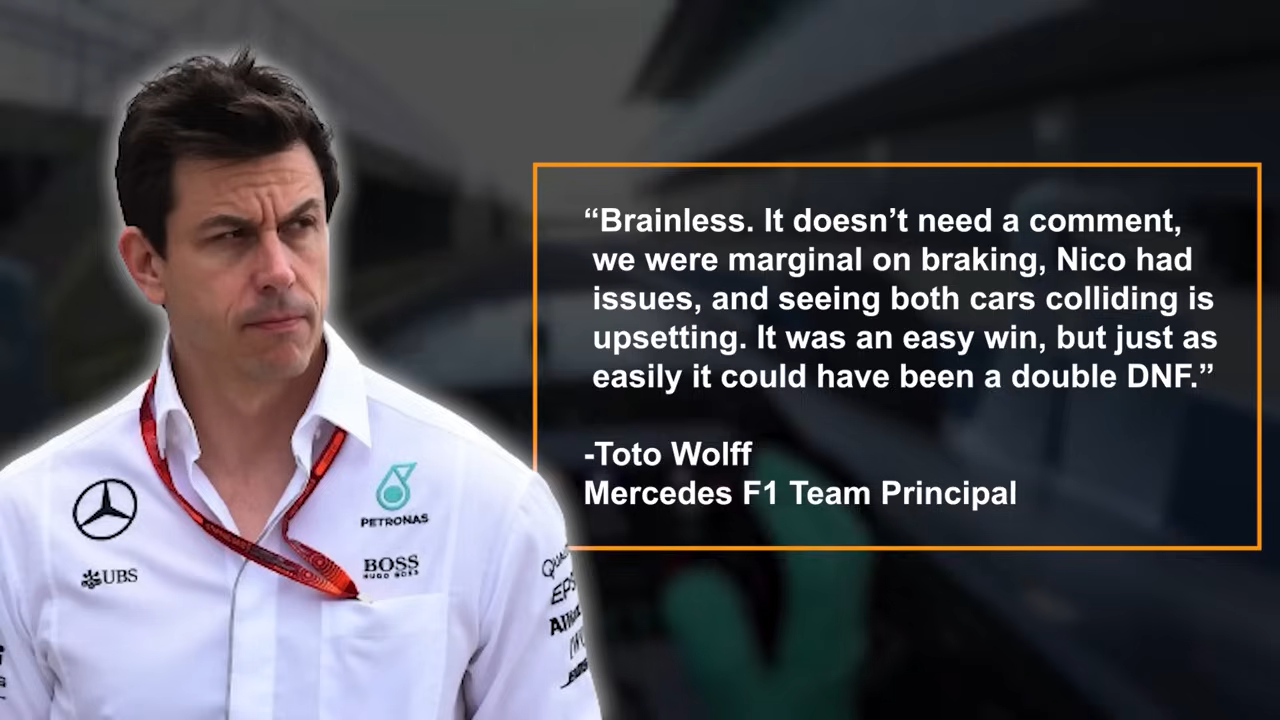 “Brainless. It doesn’t need a comment,
we were marginal on braking, Nico had
issues, and seeing both cars colliding is
upsetting. It was an easy win, but just as
easily it could have been a double DNF.”
-Toto Wolff
Mercedes F1 Team Principal
PETRONAS
UBS
BOSS
HUGO BOSS